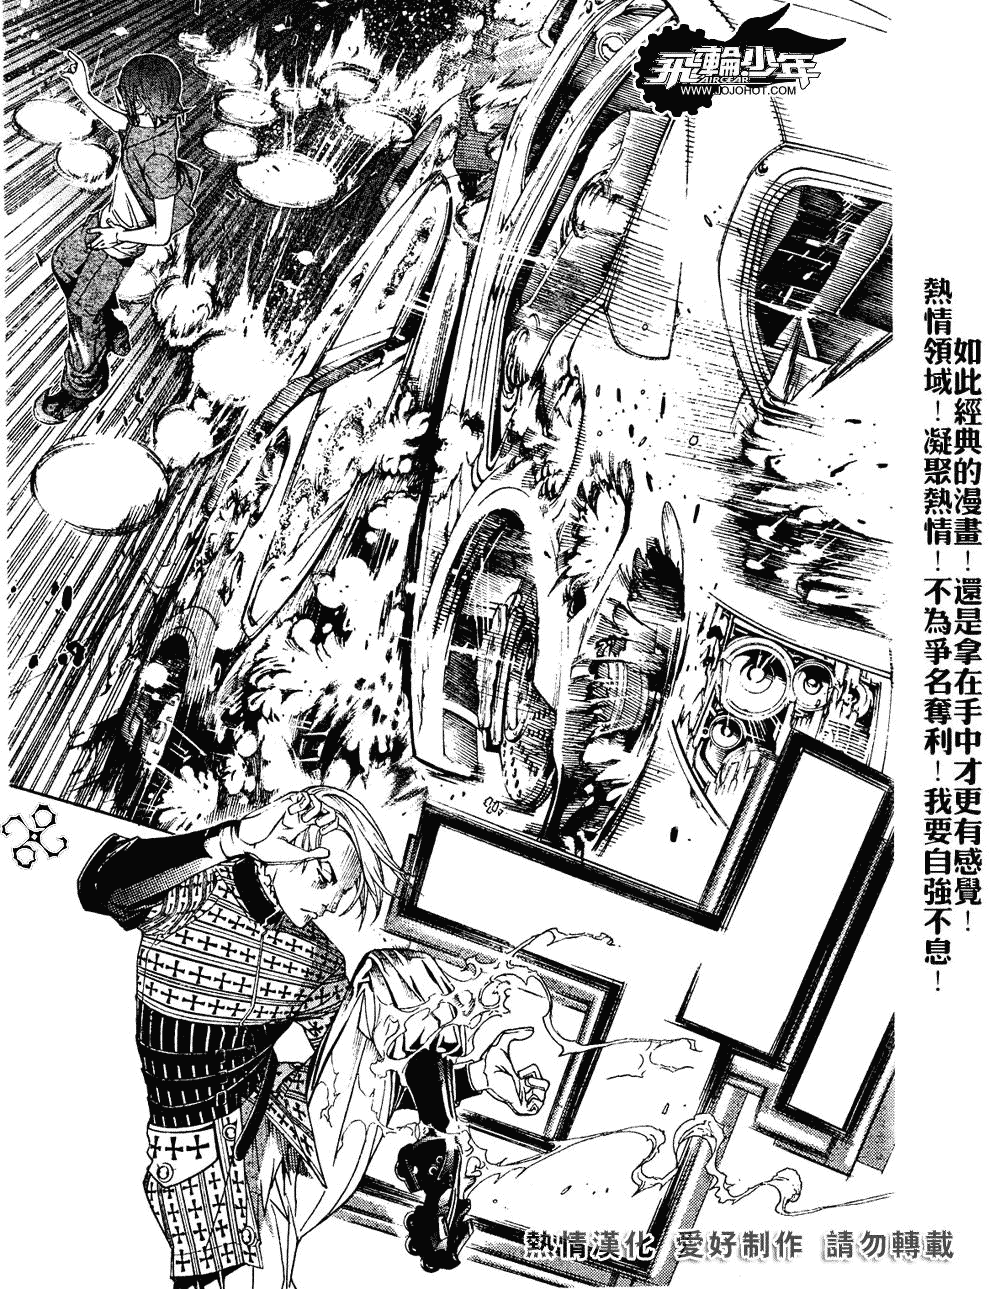 飛輪少年
AIRGEAR
WWW.JOJOHOT.COM
如此經典的漫畫！還是拿在手中才更有感覺！
熱情領域！凝聚熱情！不為爭名奪利！我要自強不息！
熱情漢化 愛好制作 請勿轉載